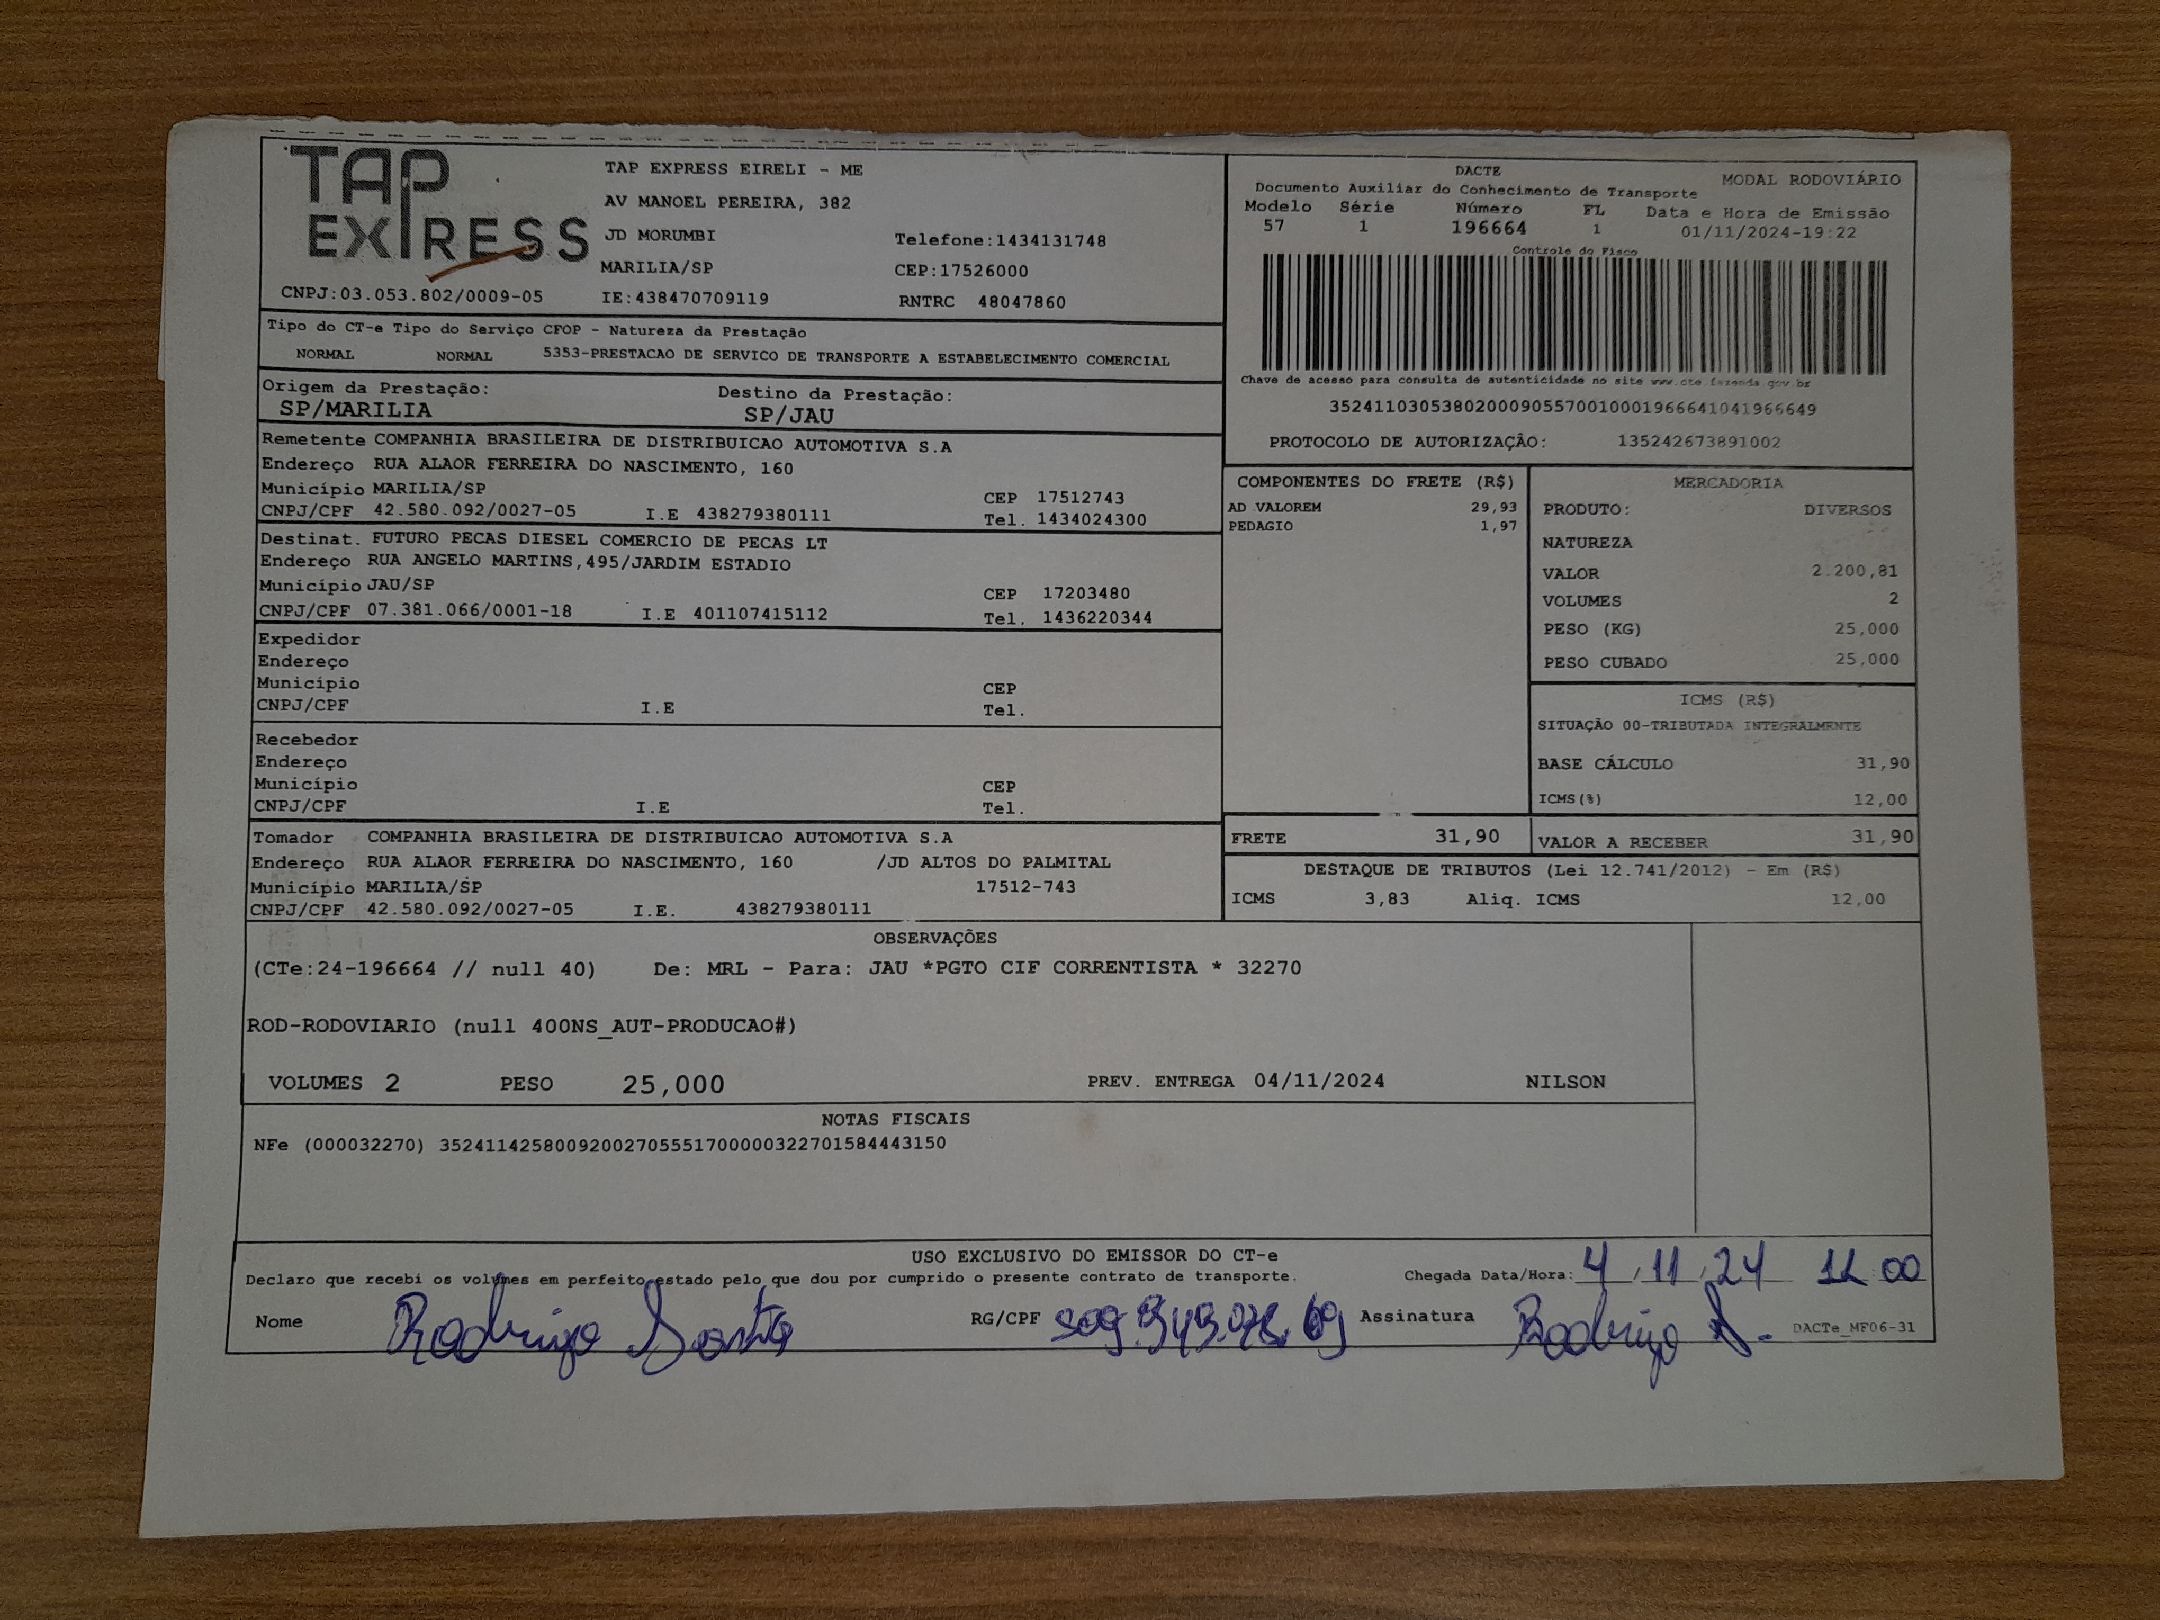 TAP
EXPRESS
TAP EXPRESS EIRELI - ME
AV MANOEL PEREIRA, 382
JD MORUMBI Telefone:1434131748
MARILIA/SP CEP:17526000
CNPJ:03.053.802/0009-05 IE:438470709119 RNTRC 48047860
DACTE MODAL RODOVIÁRIO
Documento Auxiliar do Conhecimento de Transporte
Modelo Série Número FL Data e Hora de Emissão
57 1 196664 1 01/11/2024-19:22
Controle do Fisco
Chave de acesso para consulta de autenticidade no site www.cte.fazenda.gov.br
35241103053802000905570010001966641041966649
PROTOCOLO DE AUTORIZAÇÃO: 135242673891002
Tipo do CT-e Tipo do Serviço CFOP - Natureza da Prestação
NORMAL NORMAL 5353-PRESTACAO DE SERVICO DE TRANSPORTE A ESTABELECIMENTO COMERCIAL
Origem da Prestação: Destino da Prestação:
SP/MARILIA SP/JAU
Remetente COMPANHIA BRASILEIRA DE DISTRIBUICAO AUTOMOTIVA S.A
Endereço RUA ALAOR FERREIRA DO NASCIMENTO, 160
Município MARILIA/SP CEP 17512743
CNPJ/CPF 42.580.092/0027-05 I.E 438279380111 Tel. 1434024300
Destinat. FUTURO PECAS DIESEL COMERCIO DE PECAS LT
Endereço RUA ANGELO MARTINS,495/JARDIM ESTADIO
Município JAU/SP CEP 17203480
CNPJ/CPF 07.381.066/0001-18 I.E 401107415112 Tel. 1436220344
Expedidor
Endereço
Município CEP
CNPJ/CPF I.E Tel.
Recebedor
Endereço
Município CEP
CNPJ/CPF I.E Tel.
Tomador COMPANHIA BRASILEIRA DE DISTRIBUICAO AUTOMOTIVA S.A
Endereço RUA ALAOR FERREIRA DO NASCIMENTO, 160 /JD ALTOS DO PALMITAL
Município MARILIA/SP 17512-743
CNPJ/CPF 42.580.092/0027-05 I.E. 438279380111
COMPONENTES DO FRETE (R$)
AD VALOREM 29,93
PEDAGIO 1,97
MERCADORIA
PRODUTO: DIVERSOS
NATUREZA
VALOR 2.200,81
VOLUMES 2
PESO (KG) 25,000
PESO CUBADO 25,000
ICMS (R$)
SITUAÇÃO 00-TRIBUTADA INTEGRALMENTE
BASE CÁLCULO 31,90
ICMS(%) 12,00
FRETE 31,90 VALOR A RECEBER 31,90
DESTAQUE DE TRIBUTOS (Lei 12.741/2012) - Em (R$)
ICMS 3,83 Aliq. ICMS 12,00
OBSERVAÇÕES
(CTe:24-196664 // null 40) De: MRL - Para: JAU *PGTO CIF CORRENTISTA * 32270
ROD-RODOVIARIO (null 400NS_AUT-PRODUCAO#)
VOLUMES 2 PESO 25,000 PREV. ENTREGA 04/11/2024 NILSON
NOTAS FISCAIS
NFe (000032270) 35241142580092002705551700000322701584443150
USO EXCLUSIVO DO EMISSOR DO CT-e
Declaro que recebi os volumes em perfeito estado pelo que dou por cumprido o presente contrato de transporte. Chegada Data/Hora: 4 / 11 / 24 : 00
Nome Rodrigo RG/CPF Assinatura Rodrigo DACTe_MF06-31